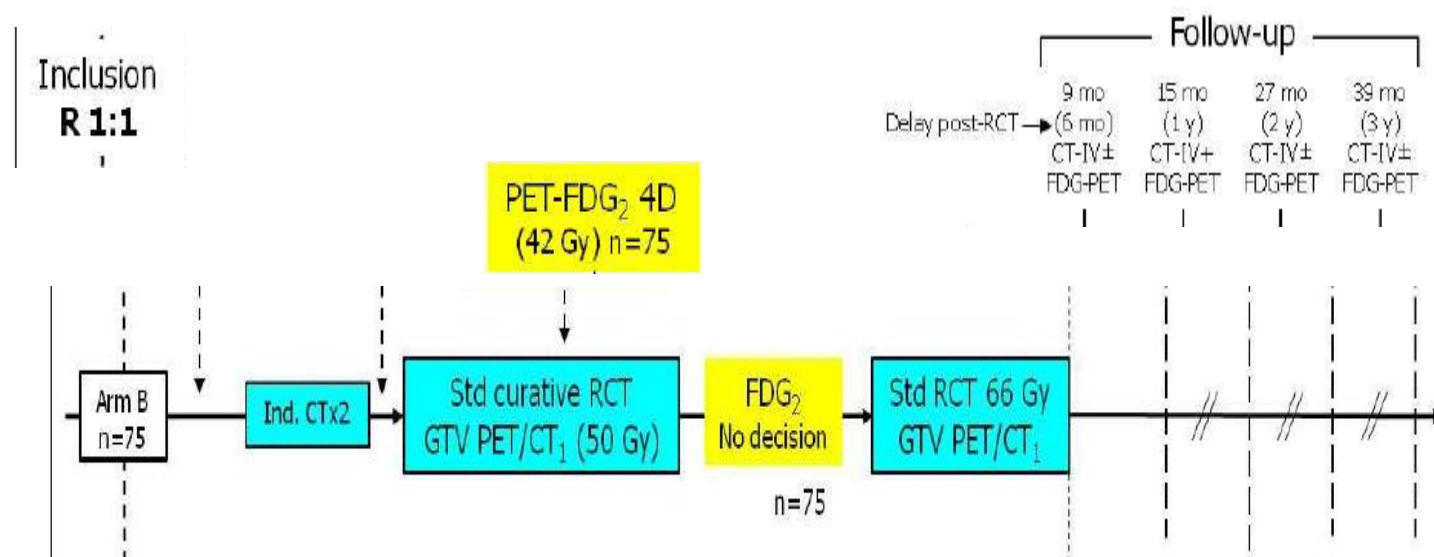 Follow-up
Inclusion
R 1:1
Delay post-RCT
9 mo
(6 mo)
CT-IV±
FDG-PET
15 mo
(1 y)
CT-IV+
FDG-PET
27 mo
(2 y)
CT-IV±
FDG-PET
39 mo
(3 y)
CT-IV±
FDG-PET
PET-FDG₂ 4D
(42 Gy) n=75
Arm B
n=75
Ind. CTx2
Std curative RCT
GTV PET/CT₁ (50 Gy)
FDG₂
No decision
n=75
Std RCT 66 Gy
GTV PET/CT₁